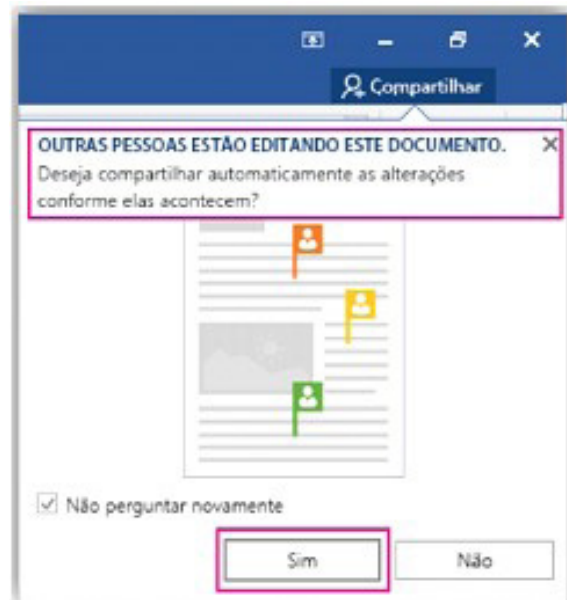 Compartilhar
OUTRAS PESSOAS ESTÃO EDITANDO ESTE DOCUMENTO.
Deseja compartilhar automaticamente as alterações
conforme elas acontecem?
Não perguntar novamente
Sim
Não